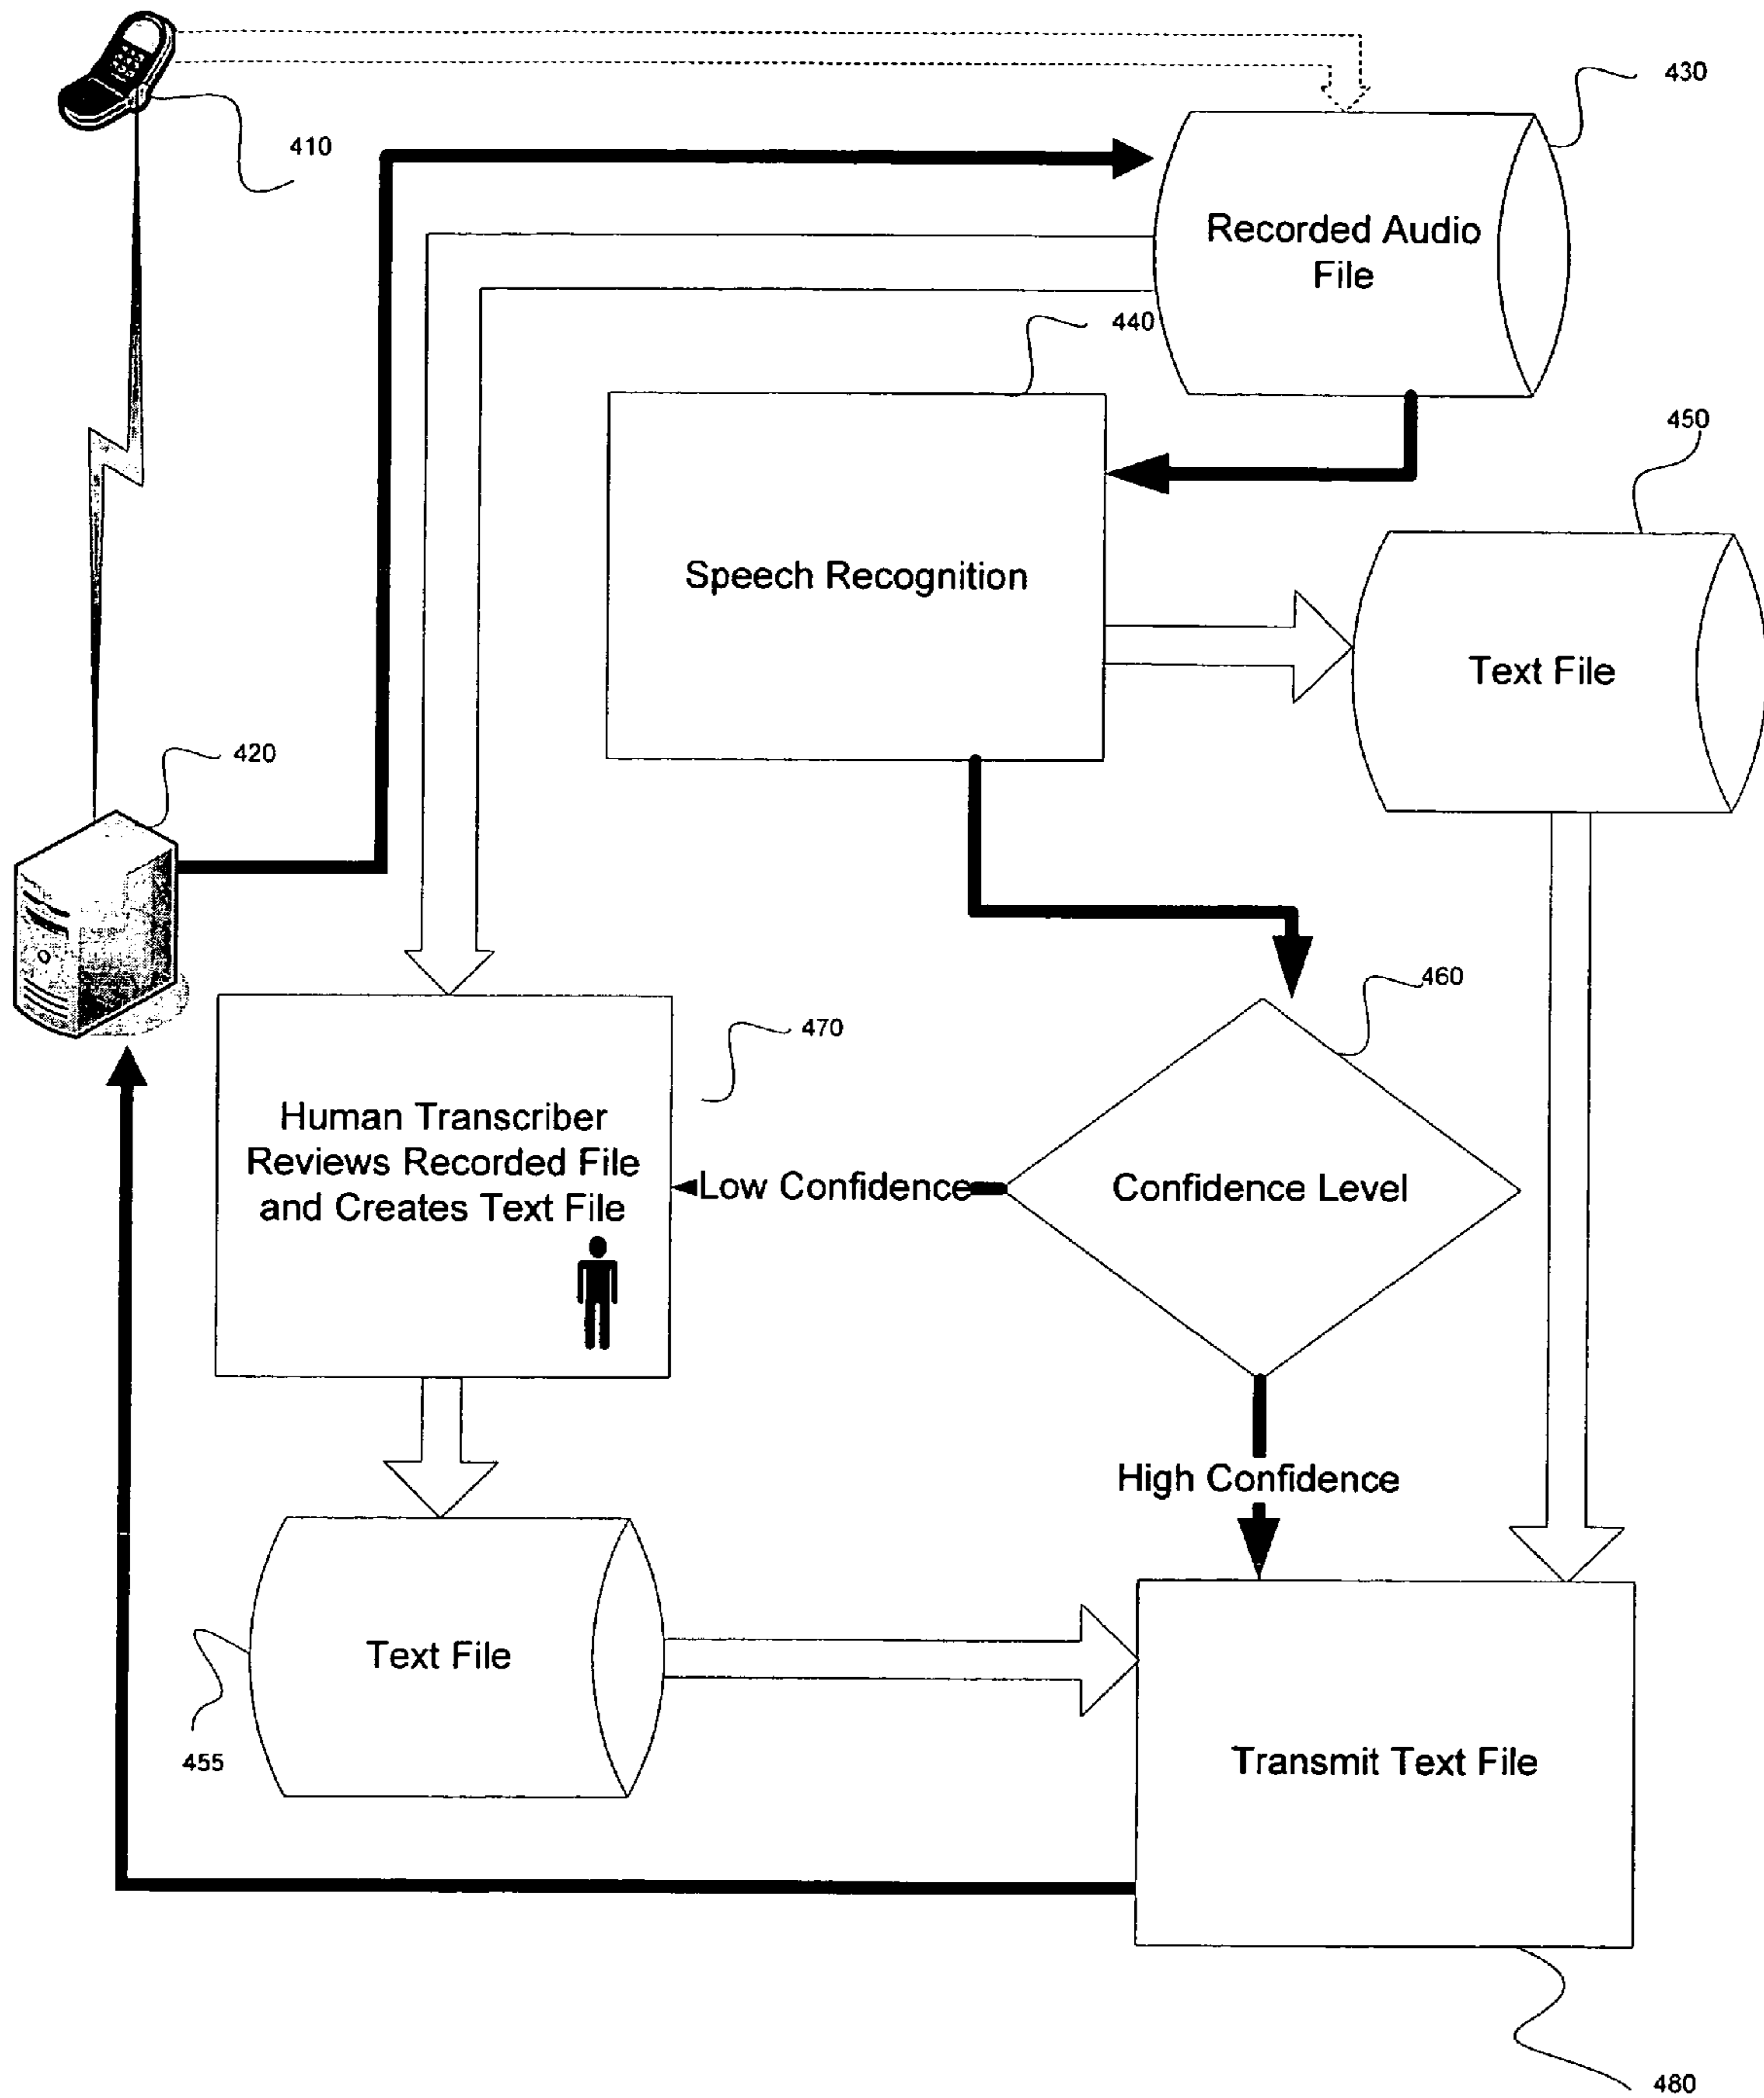 430
410
Recorded Audio
File
440
450
Speech Recognition
Text File
420
460
470
Human Transcriber
Reviews Recorded File
and Creates Text File
Low Confidence
Confidence Level
High Confidence
Text File
455
Transmit Text File
480